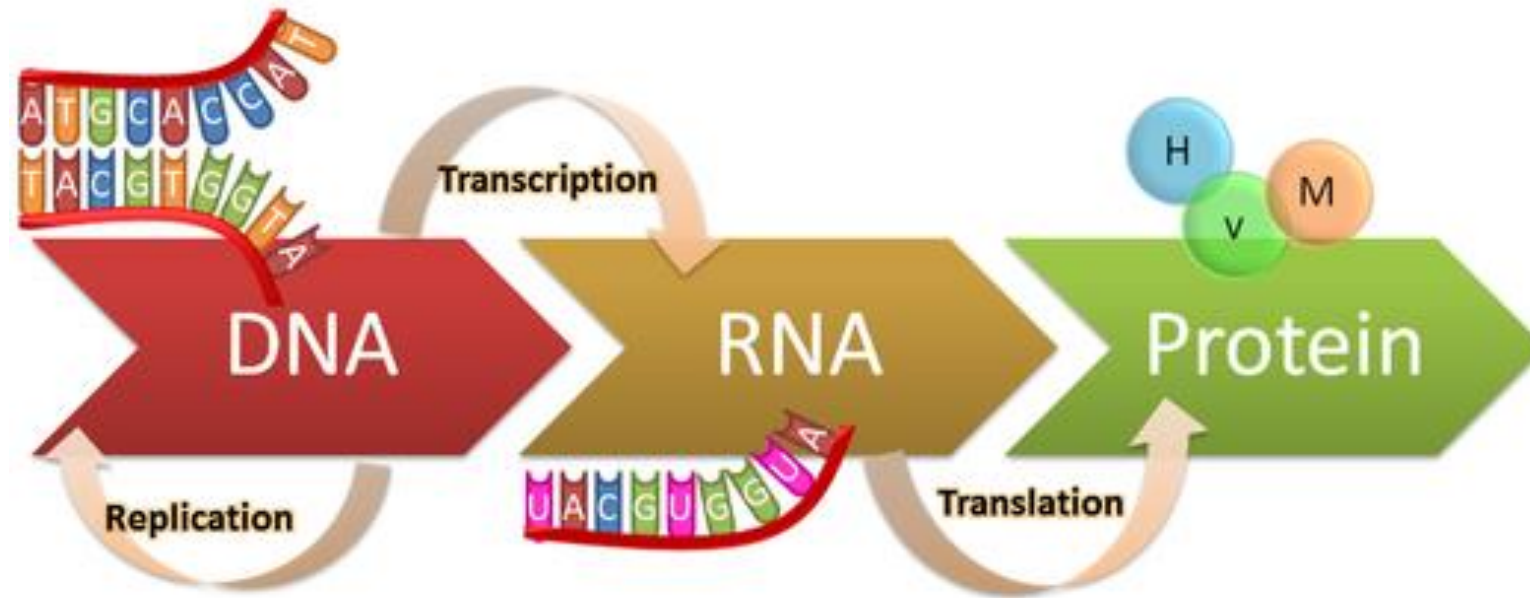 ATGCACCAT
TACGTGGTA
Transcription
H
V
M
DNA
RNA
Protein
Replication
UACGUGGUA
Translation